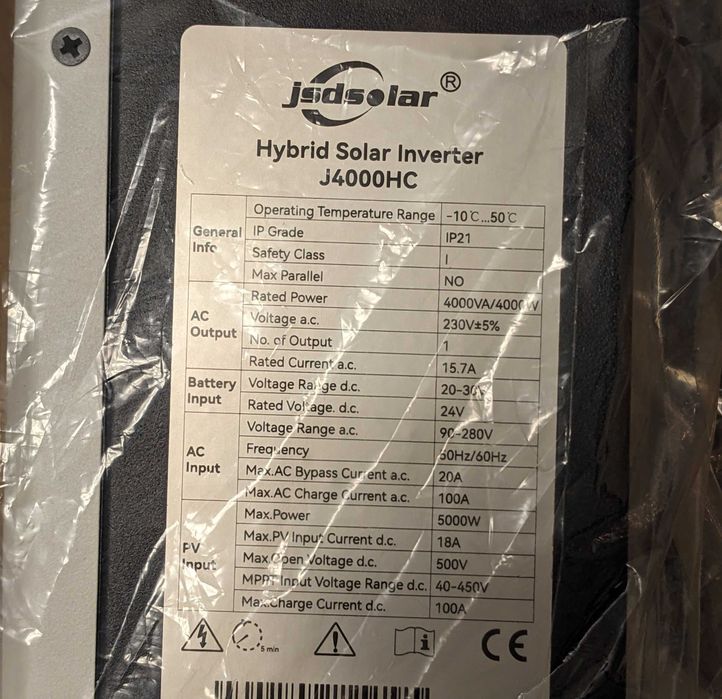 jsdsolar®
Hybrid Solar Inverter
J4000HC
General Info
Operating Temperature Range -10℃...50℃
IP Grade IP21
Safety Class I
Max Parallel NO
AC Output
Rated Power 4000VA/4000W
Voltage a.c. 230V±5%
No. of Output 1
Rated Current a.c. 15.7A
Battery Input
Voltage Range d.c. 20-30V
Rated Voltage. d.c. 24V
AC Input
Voltage Range a.c. 90-280V
Frequency 50Hz/60Hz
Max.AC Bypass Current a.c. 20A
Max.AC Charge Current a.c. 100A
PV Input
Max.Power 5000W
Max.PV Input Current d.c. 18A
Max.Open Voltage d.c. 500V
MPPT Input Voltage Range d.c. 40-450V
Max.Charge Current d.c. 100A
5 min
i
CE